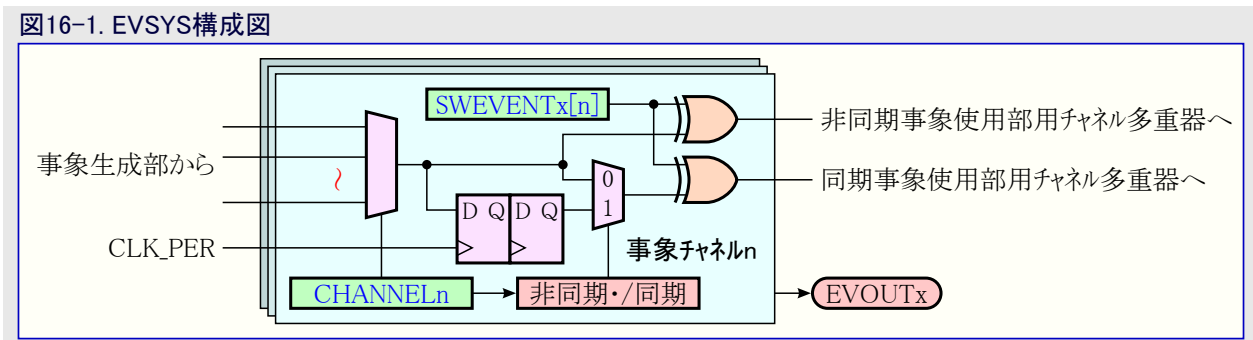 図16-1. EVSYS構成図
SWEVENTx[n]
非同期事象使用部用チャネル多重器へ
事象生成部から
同期事象使用部用チャネル多重器へ
0
1
D Q D Q
CLK_PER
事象チャネルn
CHANNELn
非同期・/同期
EVOUTx